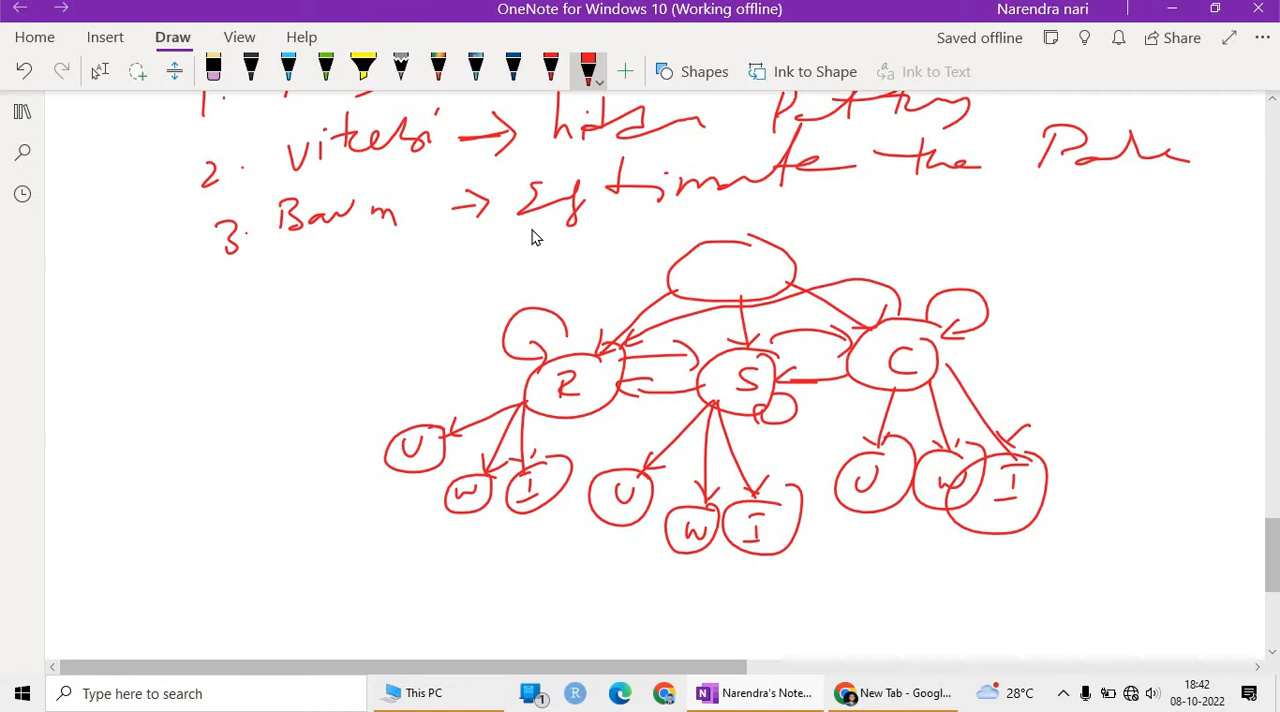 OneNote for Windows 10 (Working offline)
Narendra nari
Home Insert Draw View Help
Saved offline
Share
Shapes
Ink to Shape
Ink to Text
1.
2. Viterbi → hidden
3. Baum → Estimate the
R S C
U W I U W I U W I
Type here to search
This PC
Narendra's Note...
New Tab - Googl...
28°C
18:42
08-10-2022